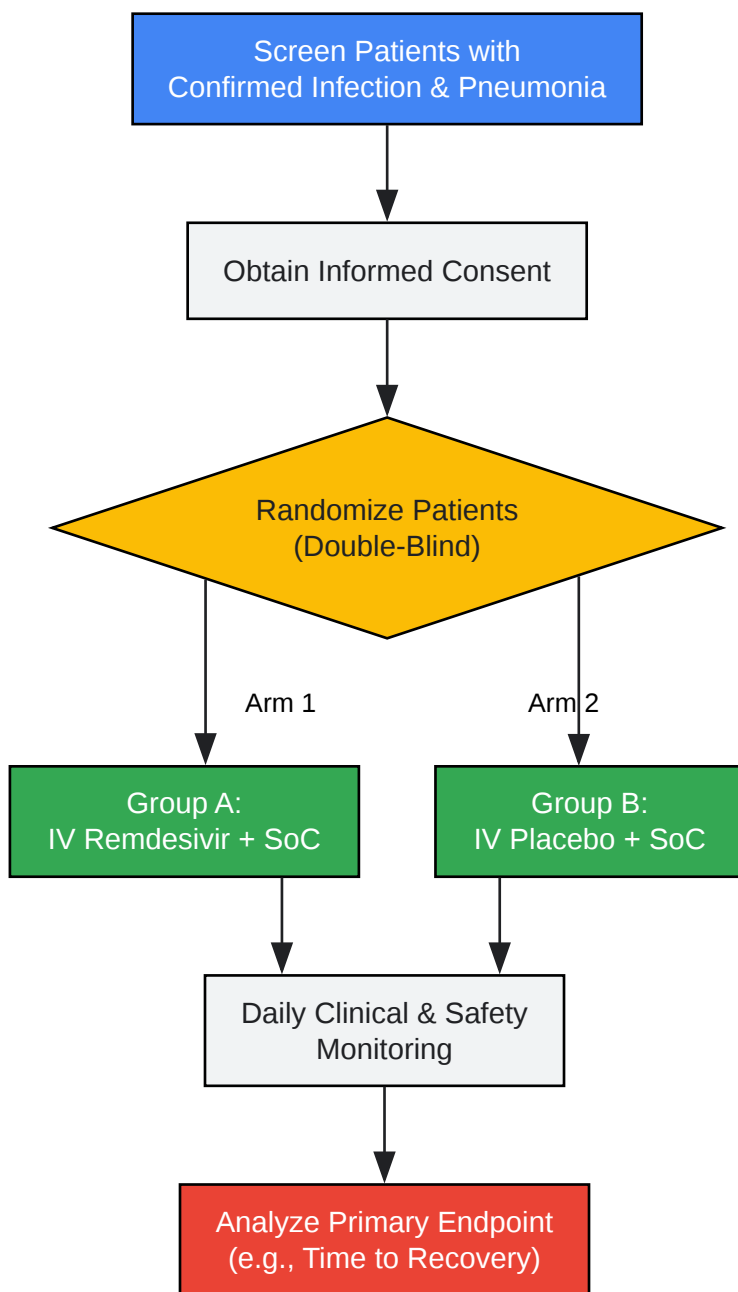 Screen Patients with
Confirmed Infection & Pneumonia
Obtain Informed Consent
Randomize Patients
(Double-Blind)
Arm 1
Arm 2
Group A:
IV Remdesivir + SoC
Group B:
IV Placebo + SoC
Daily Clinical & Safety
Monitoring
Analyze Primary Endpoint
(e.g., Time to Recovery)